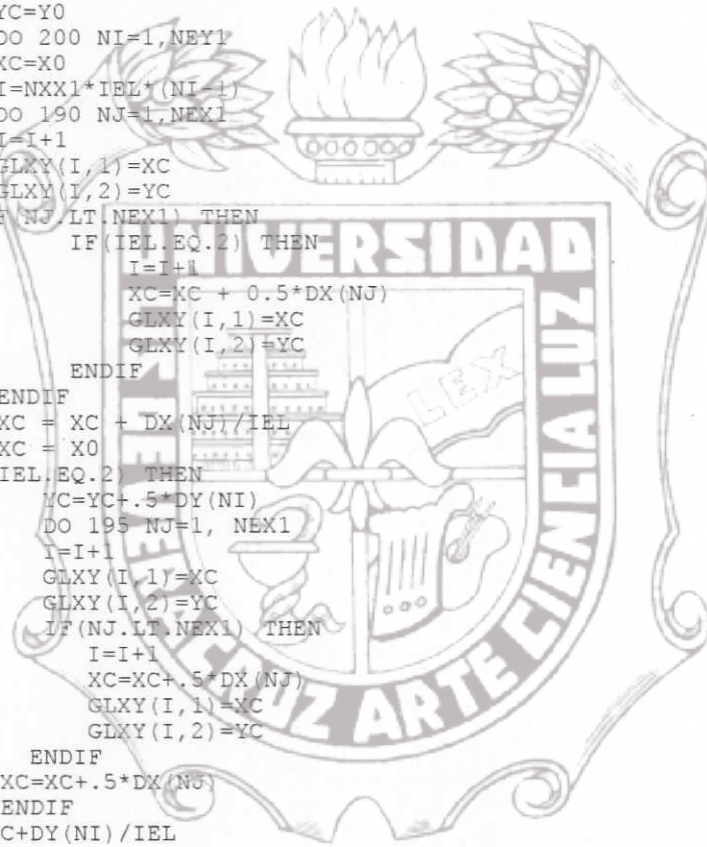 YC=Y0
DO 200 NI=1,NEY1
XC=X0
I=NXX1*IEL*(NI-1)
DO 190 NJ=1,NEX1
I=I+1
GLXY(I,1)=XC
GLXY(I,2)=YC
F NJ.LT.NEX1) THEN
IF(IEL.EQ.2) THEN
I=I+1
XC=XC + 0.5*DX(NJ)
GLXY(I,1)=XC
GLXY(I,2)=YC
ENDIF
ENDIF
XC = XC + DX(NJ)/IEL
XC = X0
IEL.EQ.2) THEN
YC=YC+.5*DY(NI)
DO 195 NJ=1, NEX1
I=I+1
GLXY(I,1)=XC
GLXY(I,2)=YC
IF(NJ.LT.NEX1) THEN
I=I+1
XC=XC+.5*DX(NJ)
GLXY(I,1)=XC
GLXY(I,2)=YC
ENDIF
XC=XC+.5*DX(NJ)
ENDIF
C+DY(NI)/IEL
UNIVERSIDAD
VERACRUZ ARTE CIENCIA LUZ
LEX